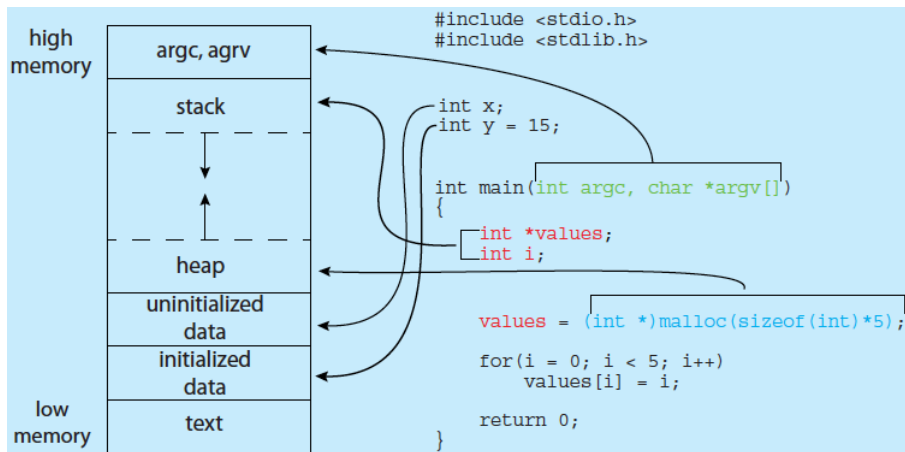 high
memory
argc, agrv
stack
heap
uninitialized
data
initialized
data
low
memory
text
#include <stdio.h>
#include <stdlib.h>
int x;
int y = 15;
int main(int argc, char *argv[])
{
int *values;
int i;
values = (int *)malloc(sizeof(int)*5);
for(i = 0; i < 5; i++)
values[i] = i;
return 0;
}